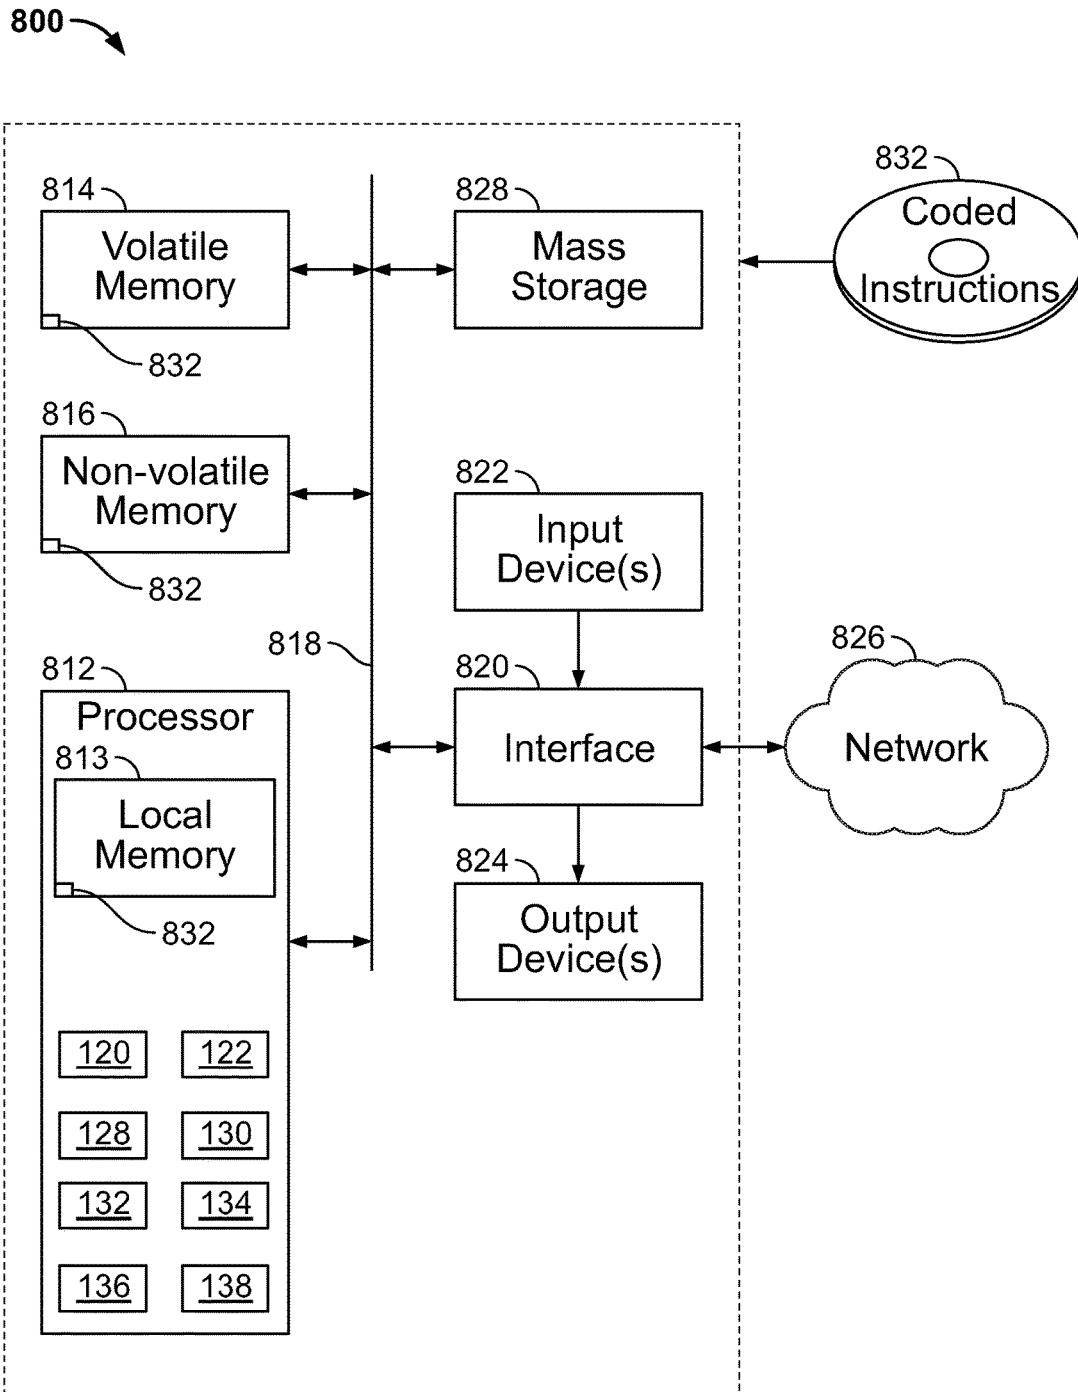 800
814
Volatile
Memory
832
828
Mass
Storage
832
Coded
Instructions
816
Non-volatile
Memory
832
822
Input
Device(s)
818
812
Processor
813
Local
Memory
832
820
Interface
826
Network
824
Output
Device(s)
120 122
128 130
132 134
136 138